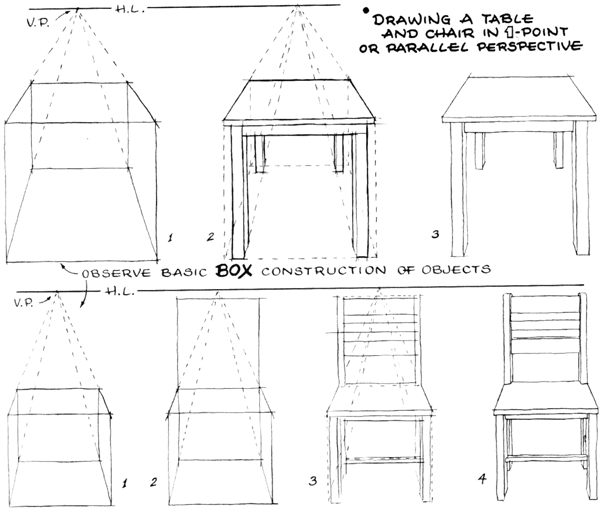 V.P. H.L.
• DRAWING A TABLE
AND CHAIR IN 1-POINT
OR PARALLEL PERSPECTIVE
1 2 3
OBSERVE BASIC BOX CONSTRUCTION OF OBJECTS
V.P. H.L.
1 2 3 4